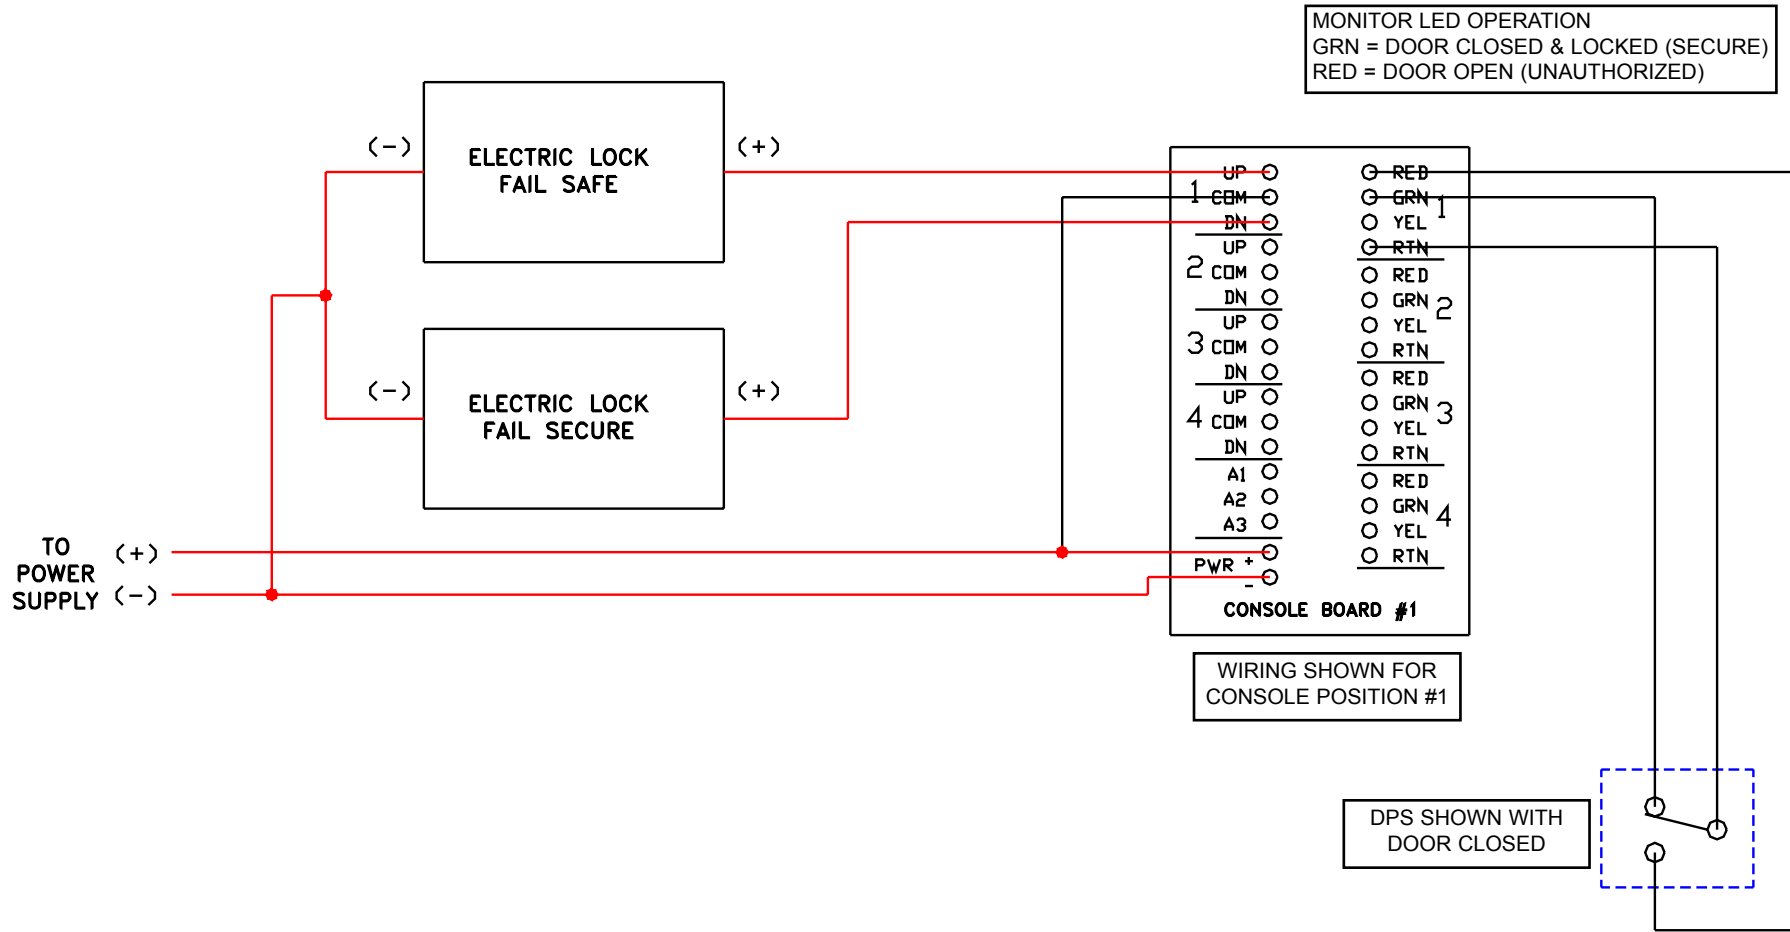 MONITOR LED OPERATION
GRN = DOOR CLOSED & LOCKED (SECURE)
RED = DOOR OPEN (UNAUTHORIZED)
(-)
ELECTRIC LOCK
FAIL SAFE
(+)
(-)
ELECTRIC LOCK
FAIL SECURE
(+)
TO
POWER
SUPPLY
(+)
(-)
1
UP
COM
DN
2
UP
COM
DN
3
UP
COM
DN
4
UP
COM
DN
A1
A2
A3
PWR +
-
RED
GRN
YEL
RTN
1
RED
GRN
YEL
RTN
2
RED
GRN
YEL
RTN
3
RED
GRN
YEL
RTN
4
CONSOLE BOARD #1
WIRING SHOWN FOR
CONSOLE POSITION #1
DPS SHOWN WITH
DOOR CLOSED